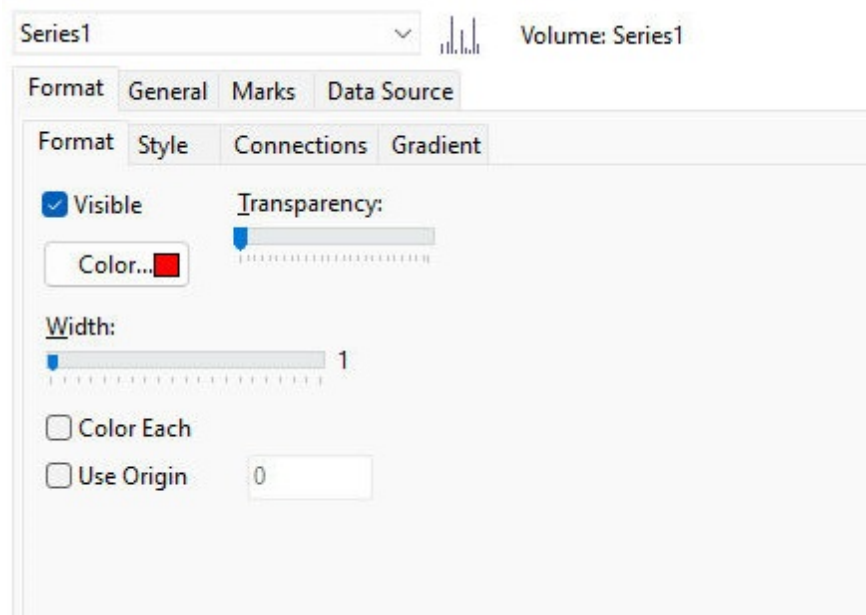 Series1 Volume: Series1
Format General Marks Data Source
Format Style Connections Gradient
Visible Transparency:
Color...
Width:
1
Color Each
Use Origin 0